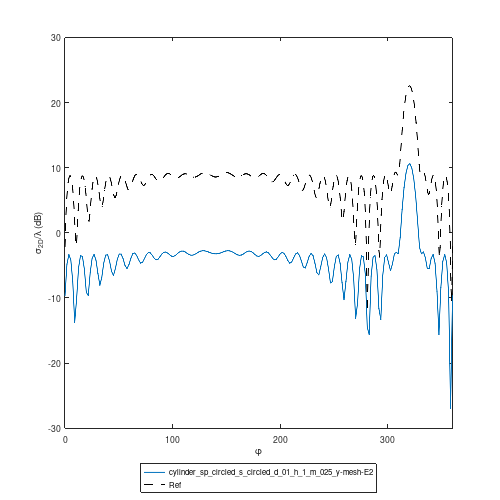 30
20
10
0
-10
-20
-30
σ2D/λ (dB)
0 100 200 300
φ
cylinder_sp_circled_s_circled_d_01_h_1_m_025_y-mesh-E2
Ref